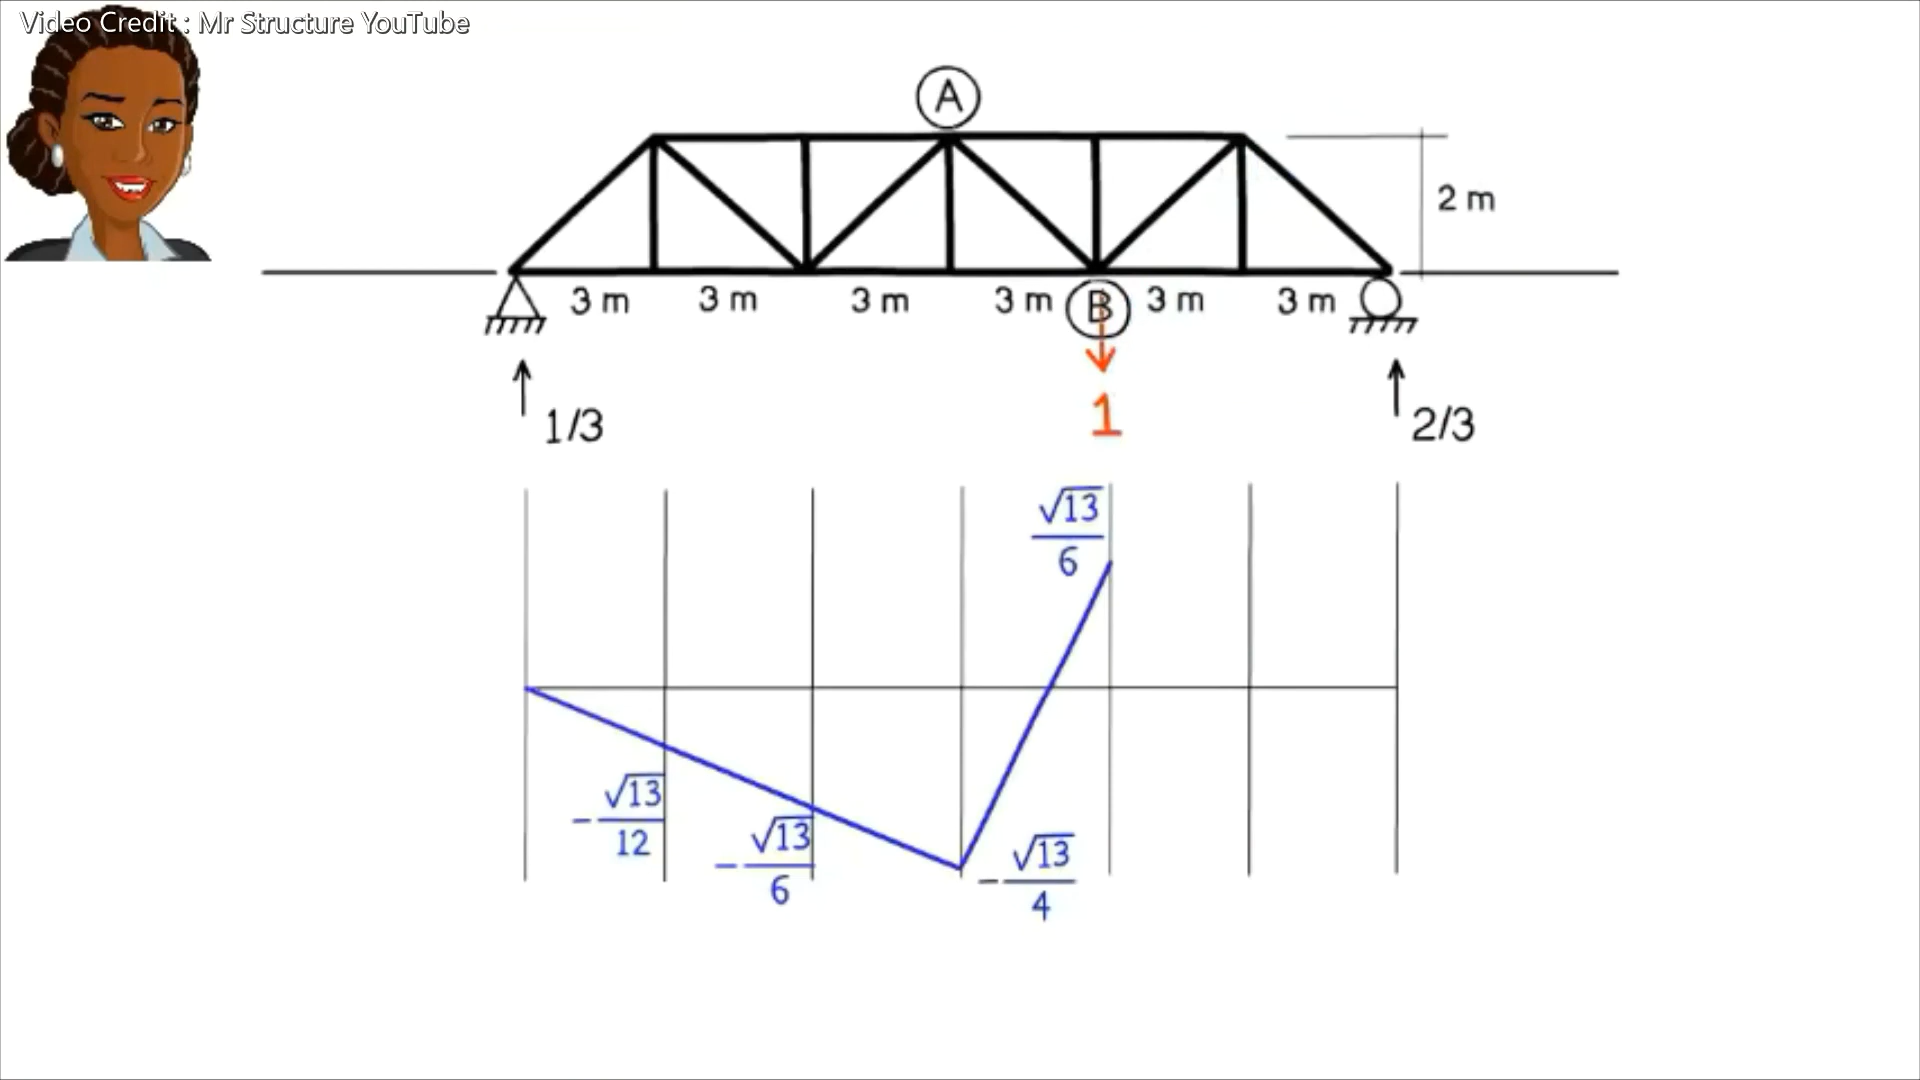 Video Credit : Mr Structure YouTube
A
2 m
3 m 3 m 3 m 3 m B 3 m 3 m
1/3 1 2/3
√13/6
-√13/12
-√13/6
-√13/4